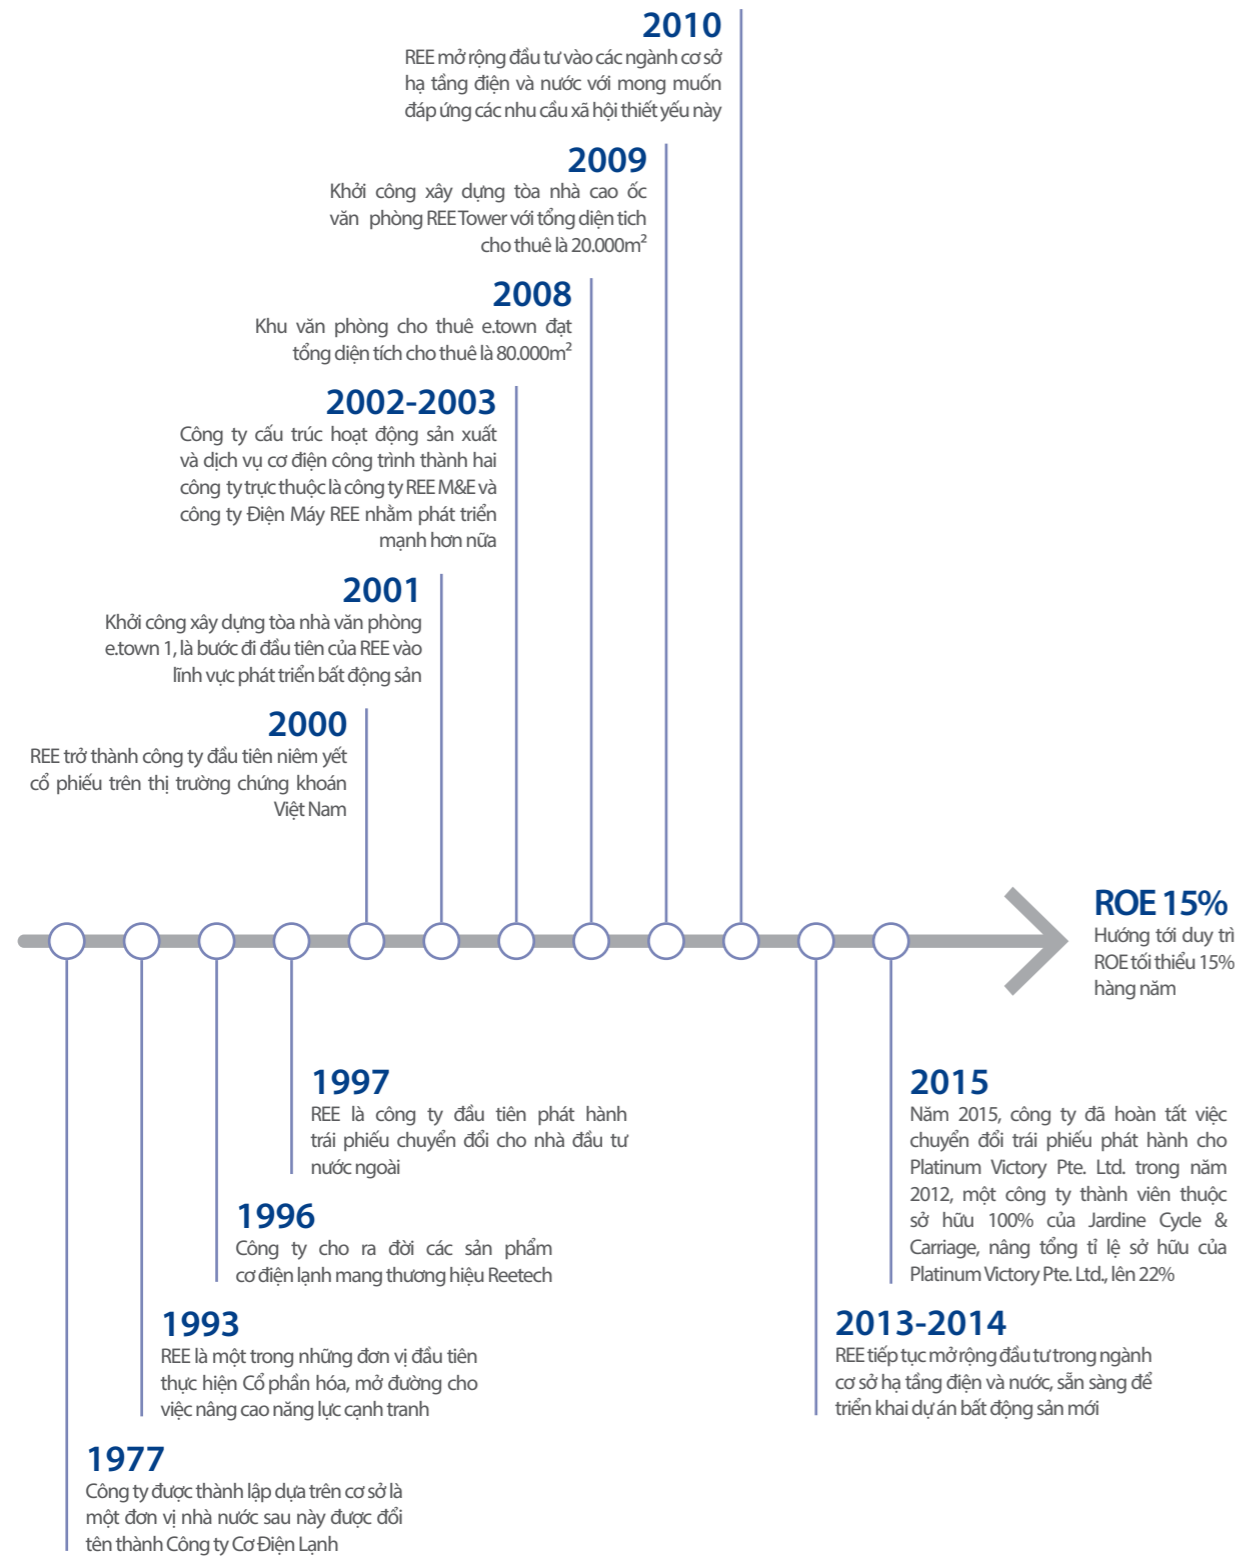 2010
REE mở rộng đầu tư vào các ngành cơ sở
hạ tầng điện và nước với mong muốn
đáp ứng các nhu cầu xã hội thiết yếu này
2009
Khởi công xây dựng tòa nhà cao ốc
văn phòng REE Tower với tổng diện tich
cho thuê là 20.000m²
2008
Khu văn phòng cho thuê e.town đạt
tổng diện tích cho thuê là 80.000m²
2002-2003
Công ty cấu trúc hoạt động sản xuất
và dịch vụ cơ điện công trình thành hai
công ty trực thuộc là công ty REE M&E và
công ty Điện Máy REE nhằm phát triển
mạnh hơn nữa
2001
Khởi công xây dựng tòa nhà văn phòng
e.town 1, là bước đi đầu tiên của REE vào
lĩnh vực phát triển bất động sản
2000
REE trở thành công ty đầu tiên niêm yết
cổ phiếu trên thị trường chứng khoán
Việt Nam
ROE 15%
Hướng tới duy trì
ROE tối thiểu 15%
hàng năm
1997
REE là công ty đầu tiên phát hành
trái phiếu chuyển đổi cho nhà đầu tư
nước ngoài
1996
Công ty cho ra đời các sản phẩm
cơ điện lạnh mang thương hiệu Reetech
1993
REE là một trong những đơn vị đầu tiên
thực hiện Cổ phần hóa, mở đường cho
việc nâng cao năng lực cạnh tranh
1977
Công ty được thành lập dựa trên cơ sở là
một đơn vị nhà nước sau này được đổi
tên thành Công ty Cơ Điện Lạnh
2015
Năm 2015, công ty đã hoàn tất việc
chuyển đổi trái phiếu phát hành cho
Platinum Victory Pte. Ltd. trong năm
2012, một công ty thành viên thuộc
sở hữu 100% của Jardine Cycle &
Carriage, nâng tổng tỉ lệ sở hữu của
Platinum Victory Pte. Ltd., lên 22%
2013-2014
REE tiếp tục mở rộng đầu tư trong ngành
cơ sở hạ tầng điện và nước, sẵn sàng để
triển khai dự án bất động sản mới